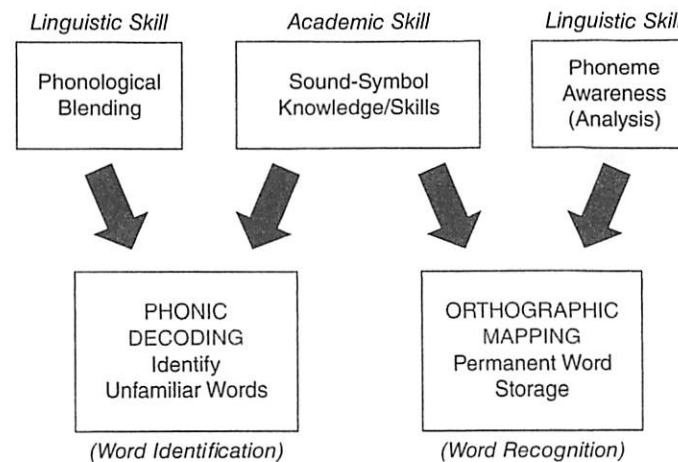 Linguistic Skill
Academic Skill
Linguistic Skill
Phonological
Blending
Sound-Symbol
Knowledge/Skills
Phoneme
Awareness
(Analysis)
PHONIC
DECODING
Identify
Unfamiliar Words
ORTHOGRAPHIC
MAPPING
Permanent Word
Storage
(Word Identification)
(Word Recognition)